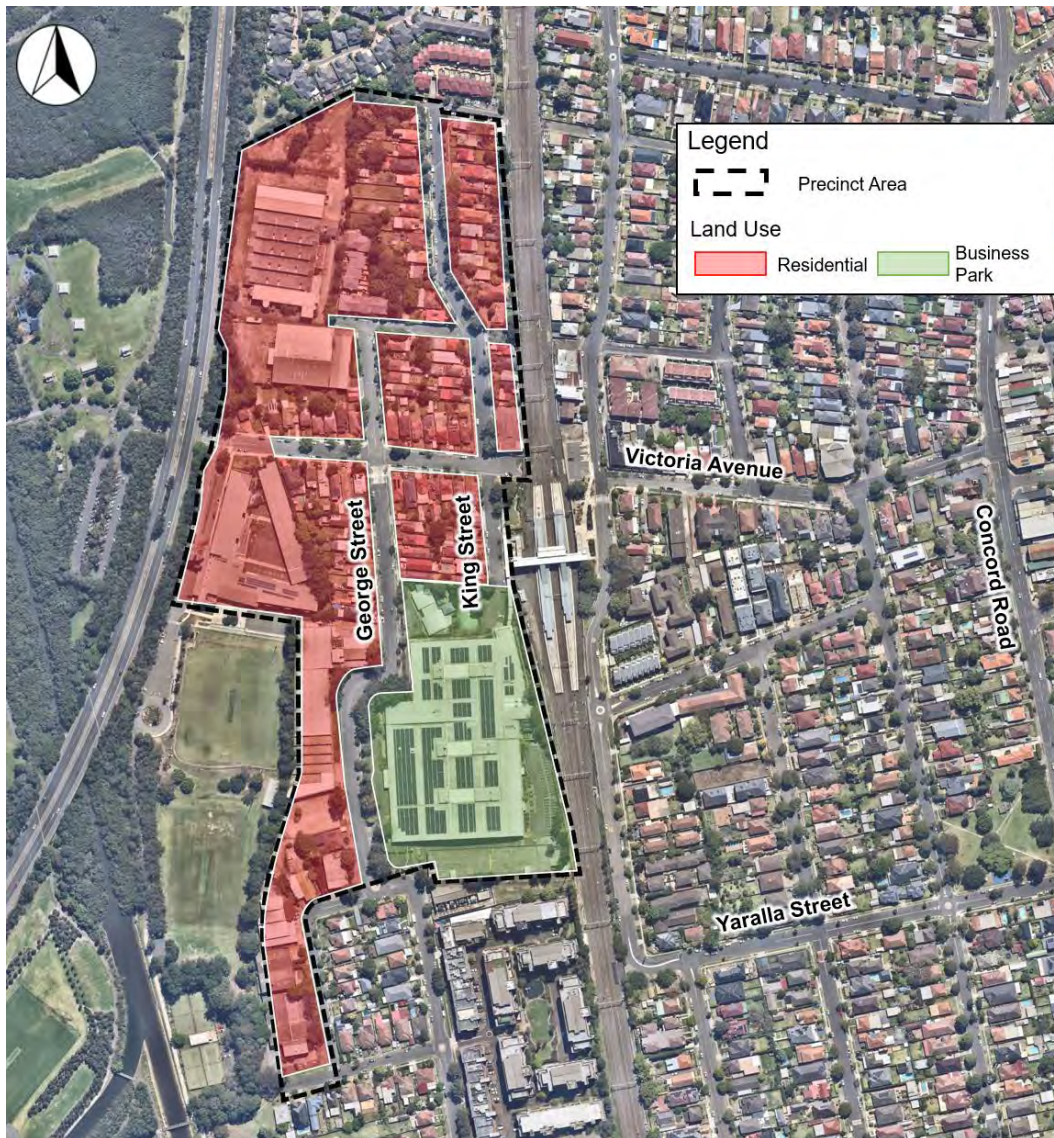 Legend
Precinct Area
Land Use
Residential
Business
Park
Victoria Avenue
George Street
King Street
Concord Road
Yaralla Street